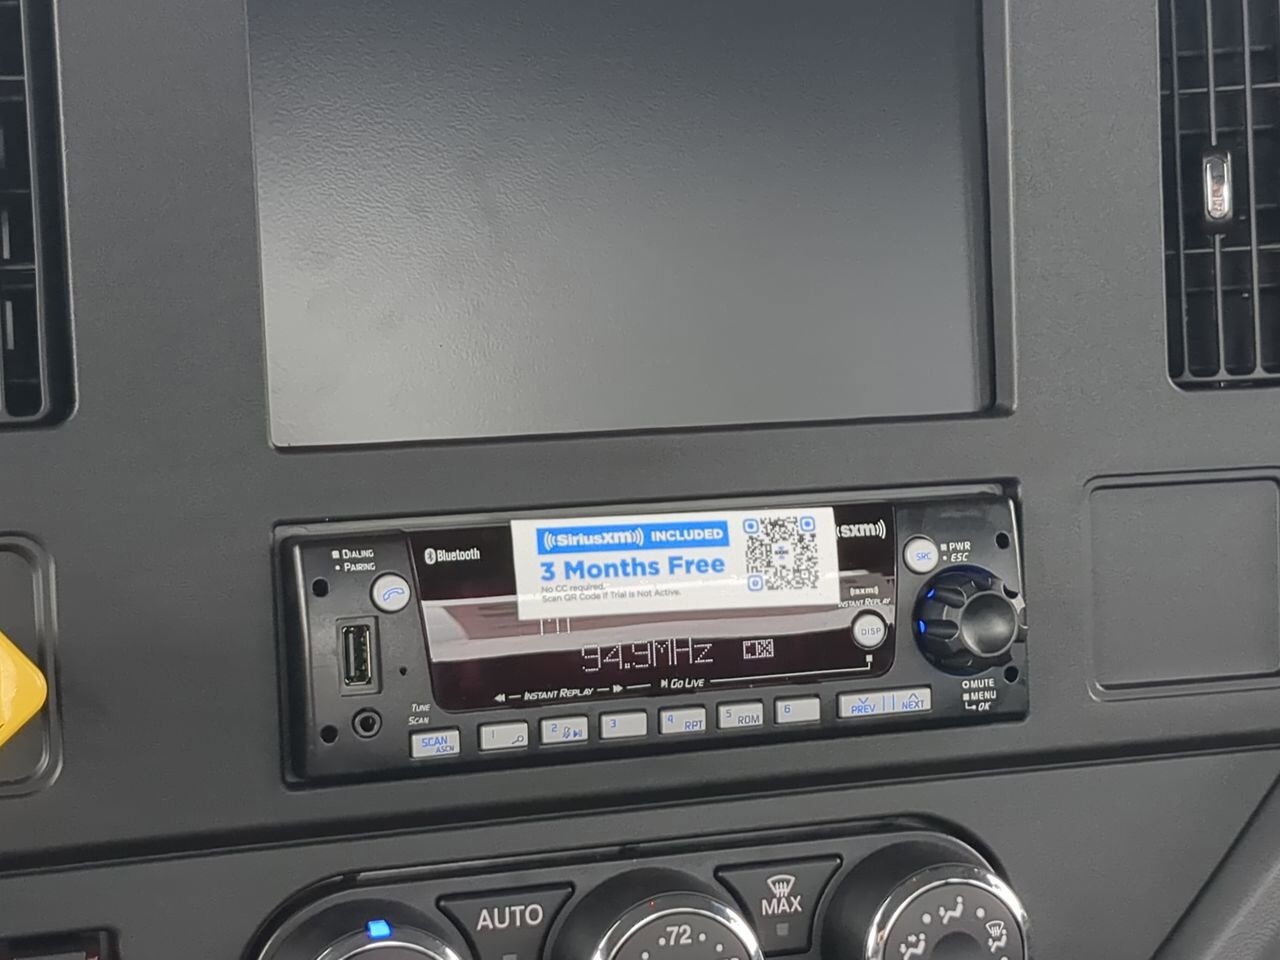 DIALING
PAIRING
Bluetooth
((SiriusXM)) INCLUDED
3 Months Free
No CC required.
Scan QR Code if Trial is Not Active.
sxm))
SRC
PWR
ESC
((sxm))
INSTANT REPLAY
DISP
94.9MHz
INSTANT REPLAY
GO LIVE
MUTE
MENU
OK
TUNE
SCAN
SCAN
ASCN
1
2
3
4 RPT
5 RDM
6
PREV
NEXT
AUTO
72
MAX